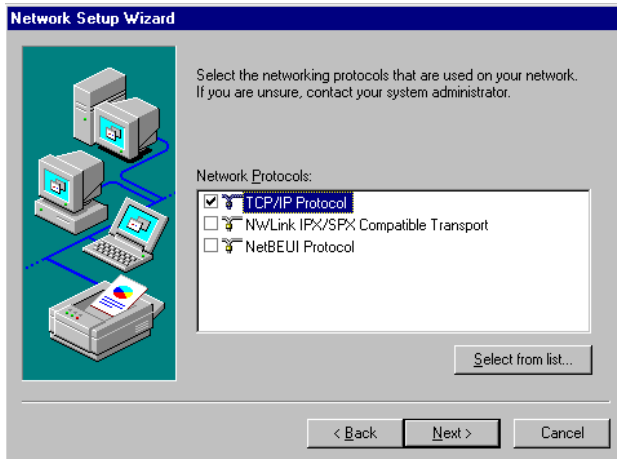 Network Setup Wizard
Select the networking protocols that are used on your network.
If you are unsure, contact your system administrator.
Network Protocols:
TCP/IP Protocol
NWLink IPX/SPX Compatible Transport
NetBEUI Protocol
Select from list...
< Back
Next >
Cancel